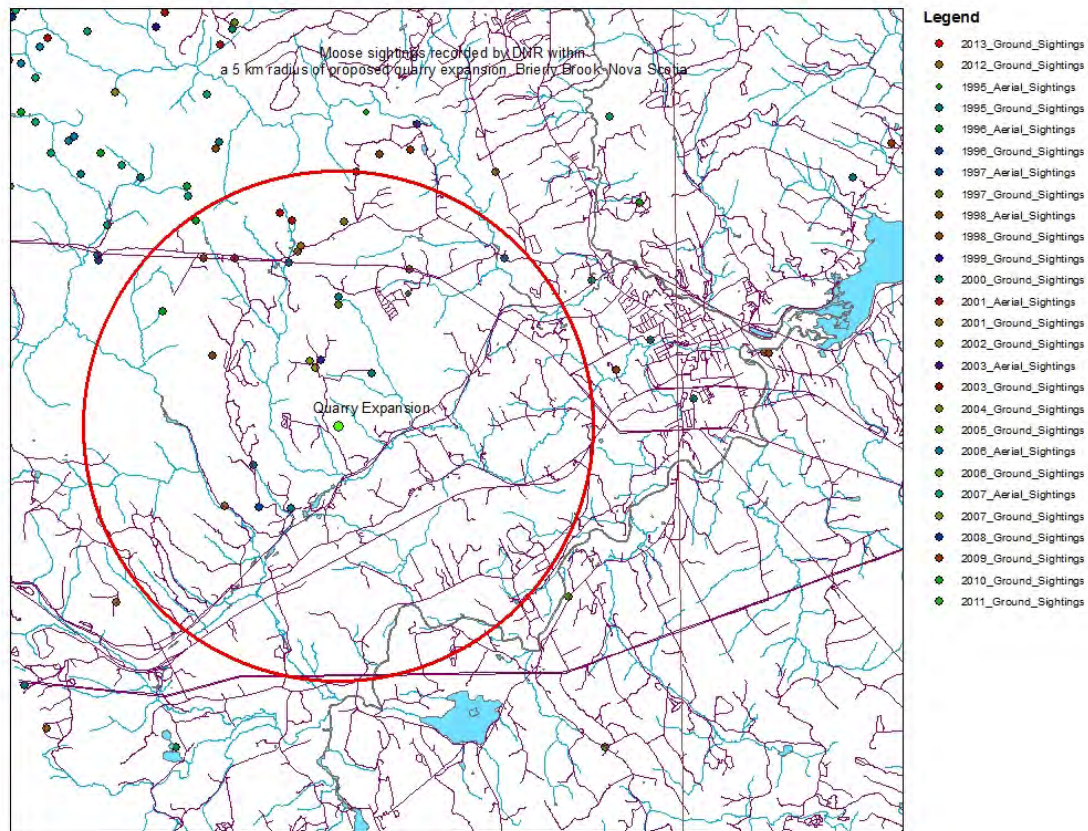 Moose sightings recorded by DNR within
a 5 km radius of proposed quarry expansion, Brierly Brook, Nova Scotia
Quarry Expansion
Legend
2013_Ground_Sightings
2012_Ground_Sightings
1995_Aerial_Sightings
1995_Ground_Sightings
1996_Aerial_Sightings
1996_Ground_Sightings
1997_Aerial_Sightings
1997_Ground_Sightings
1998_Aerial_Sightings
1998_Ground_Sightings
1999_Ground_Sightings
2000_Ground_Sightings
2001_Aerial_Sightings
2001_Ground_Sightings
2002_Ground_Sightings
2003_Aerial_Sightings
2003_Ground_Sightings
2004_Ground_Sightings
2005_Ground_Sightings
2006_Aerial_Sightings
2006_Ground_Sightings
2007_Aerial_Sightings
2007_Ground_Sightings
2008_Ground_Sightings
2009_Ground_Sightings
2010_Ground_Sightings
2011_Ground_Sightings